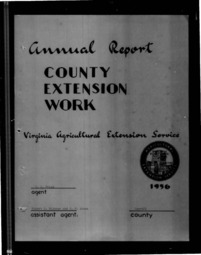 Annual Report
COUNTY
EXTENSION
WORK
Virginia Agricultural Extension Service
1956
agent
assistant agent.
county